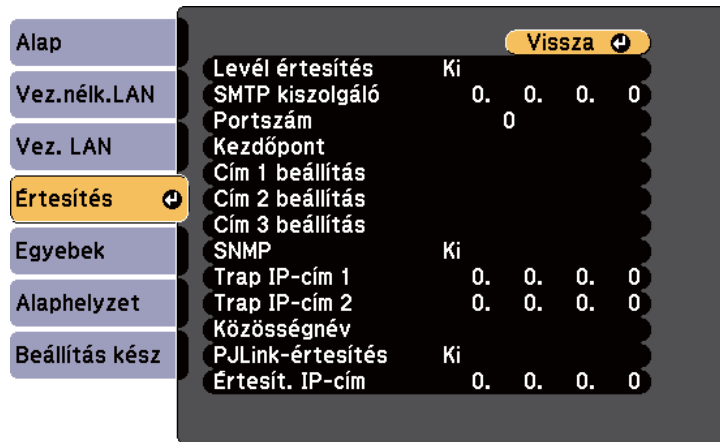 Alap
Vez.nélk.LAN
Vez. LAN
Értesítés
Egyebek
Alaphelyzet
Beállítás kész
Vissza
Levél értesítés Ki
SMTP kiszolgáló 0. 0. 0. 0
Portszám 0
Kezdőpont
Cím 1 beállítás
Cím 2 beállítás
Cím 3 beállítás
SNMP Ki
Trap IP-cím 1 0. 0. 0. 0
Trap IP-cím 2 0. 0. 0. 0
Közösségnév
PJLink-értesítés Ki
Értesít. IP-cím 0. 0. 0. 0